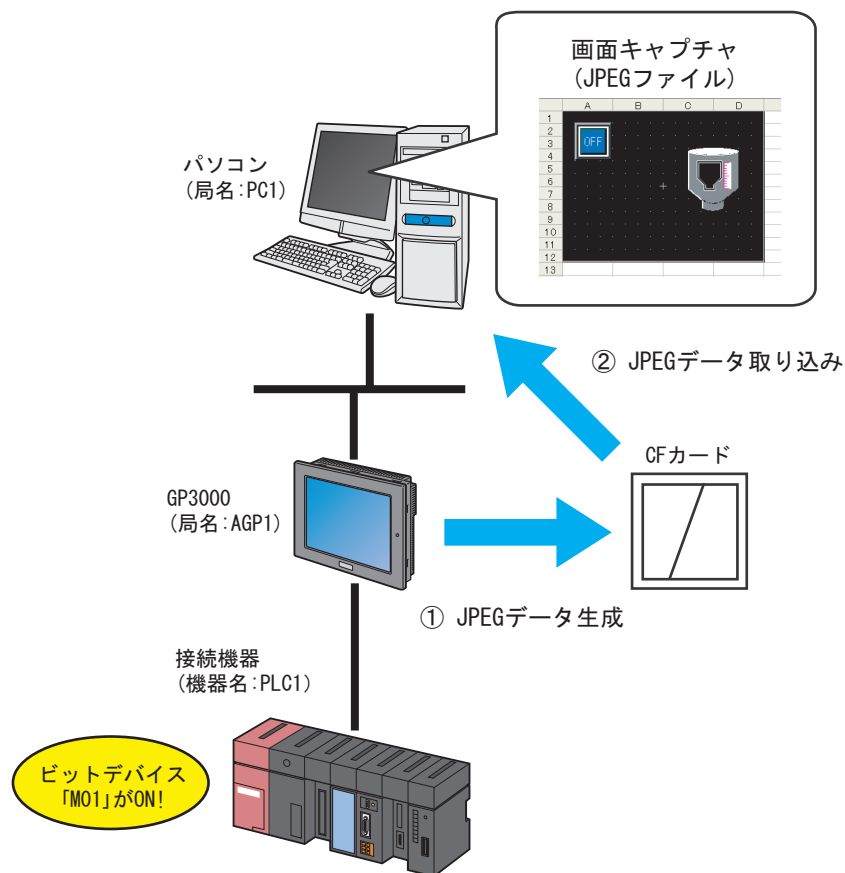 画面キャプチャ
(JPEGファイル)
A B C D
1
2
3
4
5
6
7
8
9
10
11
12
13
OFF
パソコン
(局名:PC1)
② JPEGデータ取り込み
CFカード
GP3000
(局名:AGP1)
① JPEGデータ生成
接続機器
(機器名:PLC1)
ビットデバイス
「M01」がON!